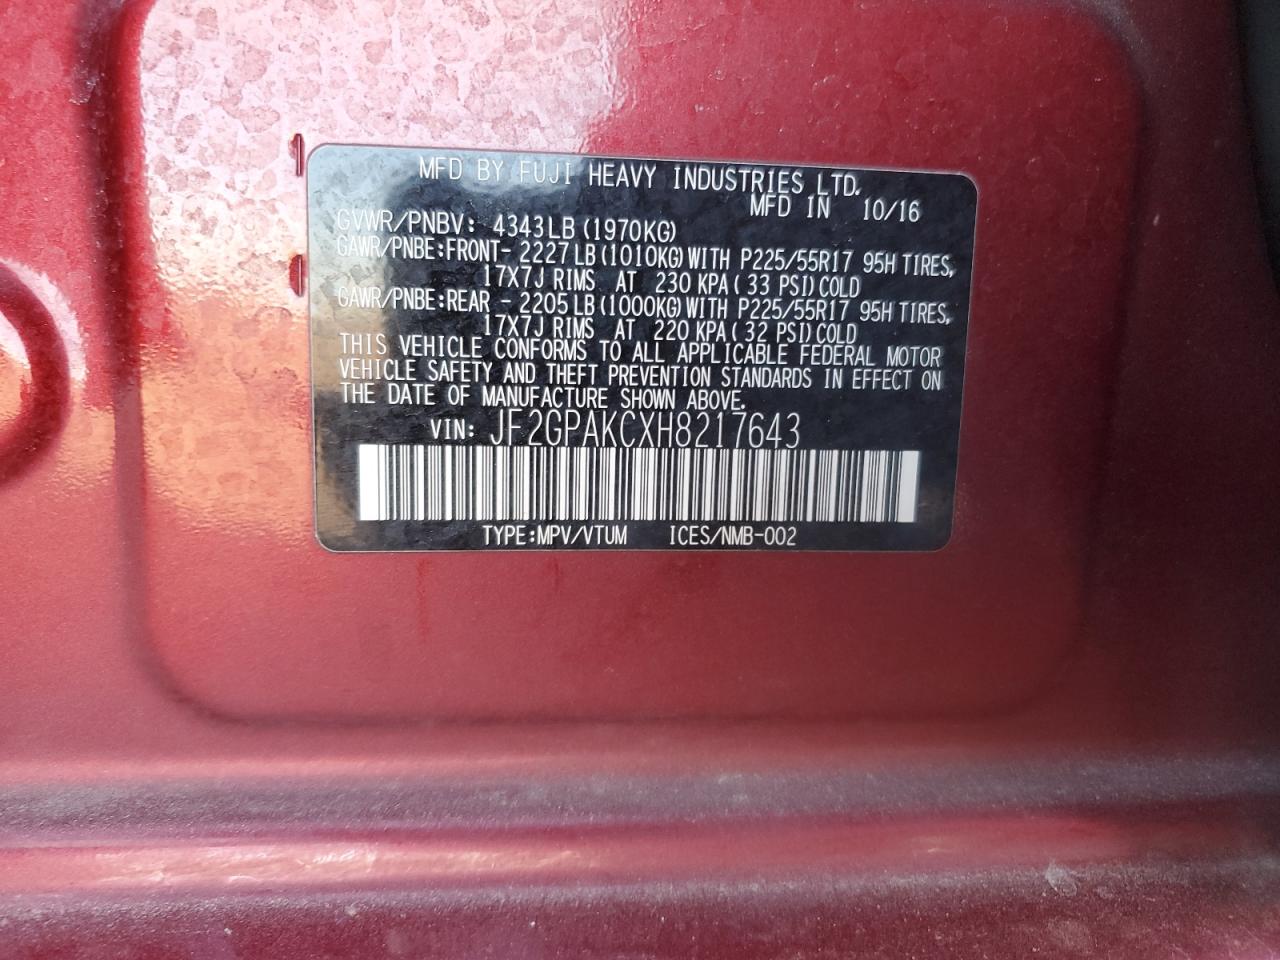 MFD BY FUJI HEAVY INDUSTRIES LTD.
MFD IN 10/16
GVWR/PNBV: 4343LB (1970KG)
GAWR/PNBE:FRONT- 2227LB (1010KG) WITH P225/55R17 95H TIRES,
17X7J RIMS AT 230 KPA ( 33 PSI) COLD
GAWR/PNBE:REAR - 2205LB (1000KG) WITH P225/55R17 95H TIRES,
17X7J RIMS AT 220 KPA ( 32 PSI) COLD
THIS VEHICLE CONFORMS TO ALL APPLICABLE FEDERAL MOTOR
VEHICLE SAFETY AND THEFT PREVENTION STANDARDS IN EFFECT ON
THE DATE OF MANUFACTURE SHOWN ABOVE.
VIN: JF2GPAKCXH8217643
TYPE:MPV/VTUM ICES/NMB-002